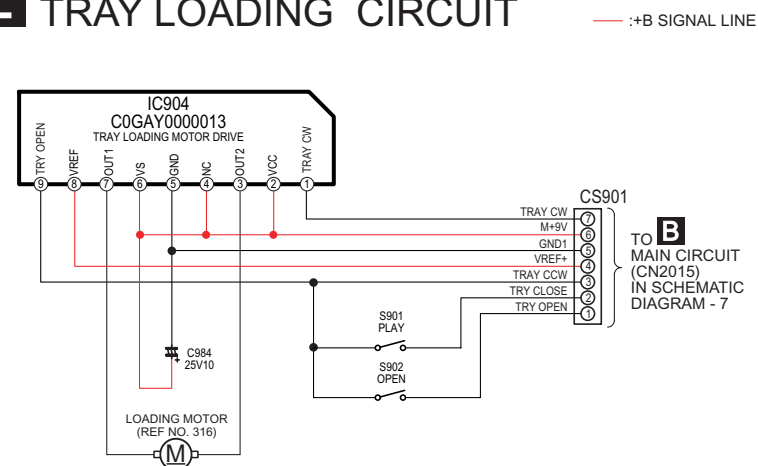 TRAY LOADING CIRCUIT
:+B SIGNAL LINE
IC904
C0GAY0000013
TRAY LOADING MOTOR DRIVE
TRY OPEN
VREF
OUT1
VS
GND
NC
OUT2
VCC
TRAY CW
9 8 7 6 5 4 3 2 1
CS901
TRAY CW 7
M+9V 6
GND1 5
VREF+ 4
TRAY CCW 3
TRY CLOSE 2
TRY OPEN 1
TO B
MAIN CIRCUIT
(CN2015)
IN SCHEMATIC
DIAGRAM - 7
S901
PLAY
S902
OPEN
+ C984
25V10
LOADING MOTOR
(REF NO. 316)
M